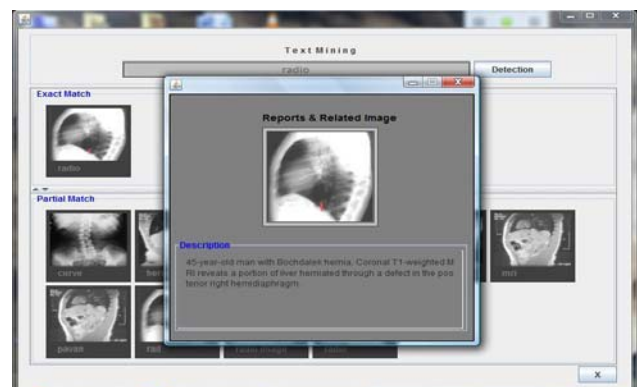 Text Mining
radio
Detection
Exact Match
radio
Partial Match
curve
mri
pavan
rad
Reports & Related Image
Description
45-year-old man with Bochdalek hernia. Coronal T1-weighted M
RI reveals a portion of liver herniated through a defect in the pos
terior right hemidiaphragm
X